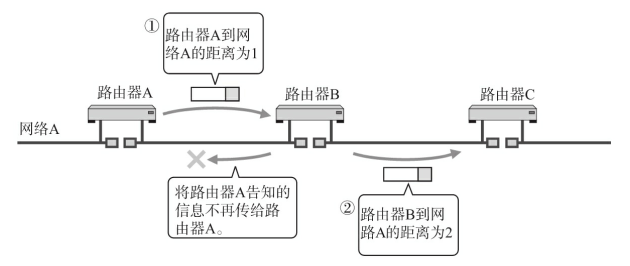 ①
路由器A到网
络A的距离为1
路由器A
路由器B
路由器C
网络A
将路由器A告知的
信息不再传给路
由器A。
②
路由器B到网
路A的距离为2